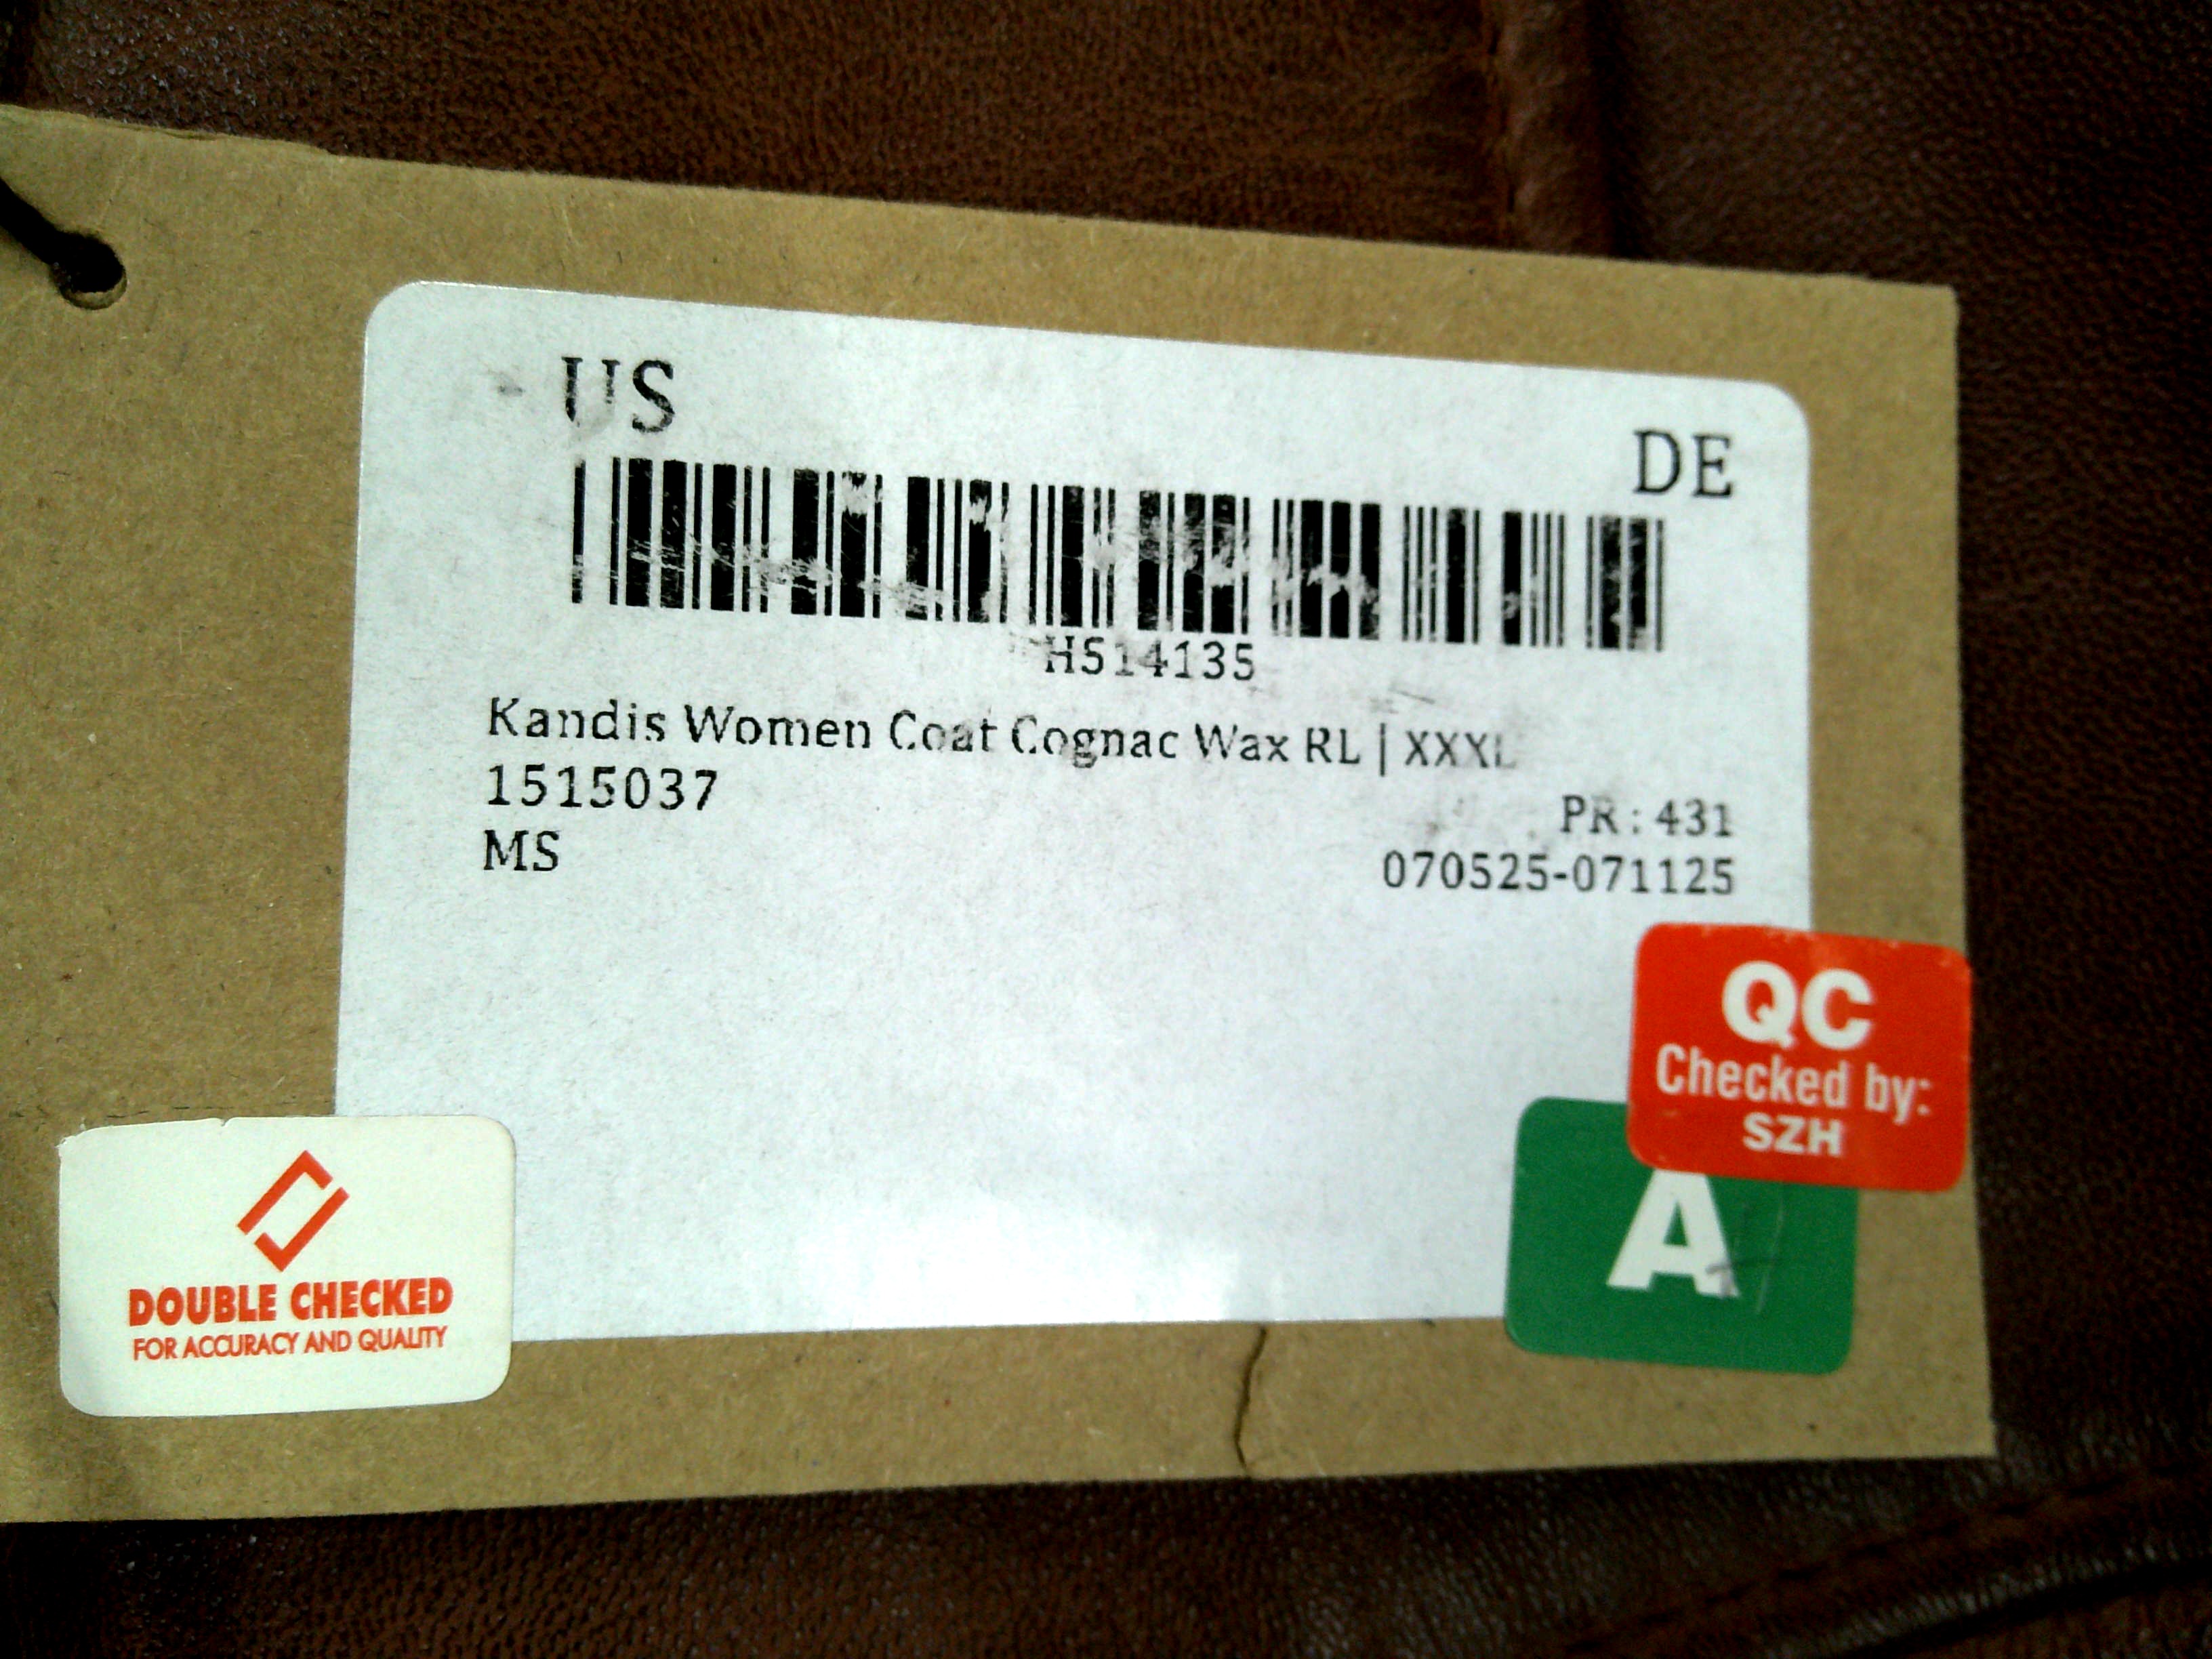 US
DE
H514135
Kandis Women Coat Cognac Wax RL | XXXL
1515037
PR : 431
MS
070525-071125
QC
Checked by:
SZH
A
DOUBLE CHECKED
FOR ACCURACY AND QUALITY